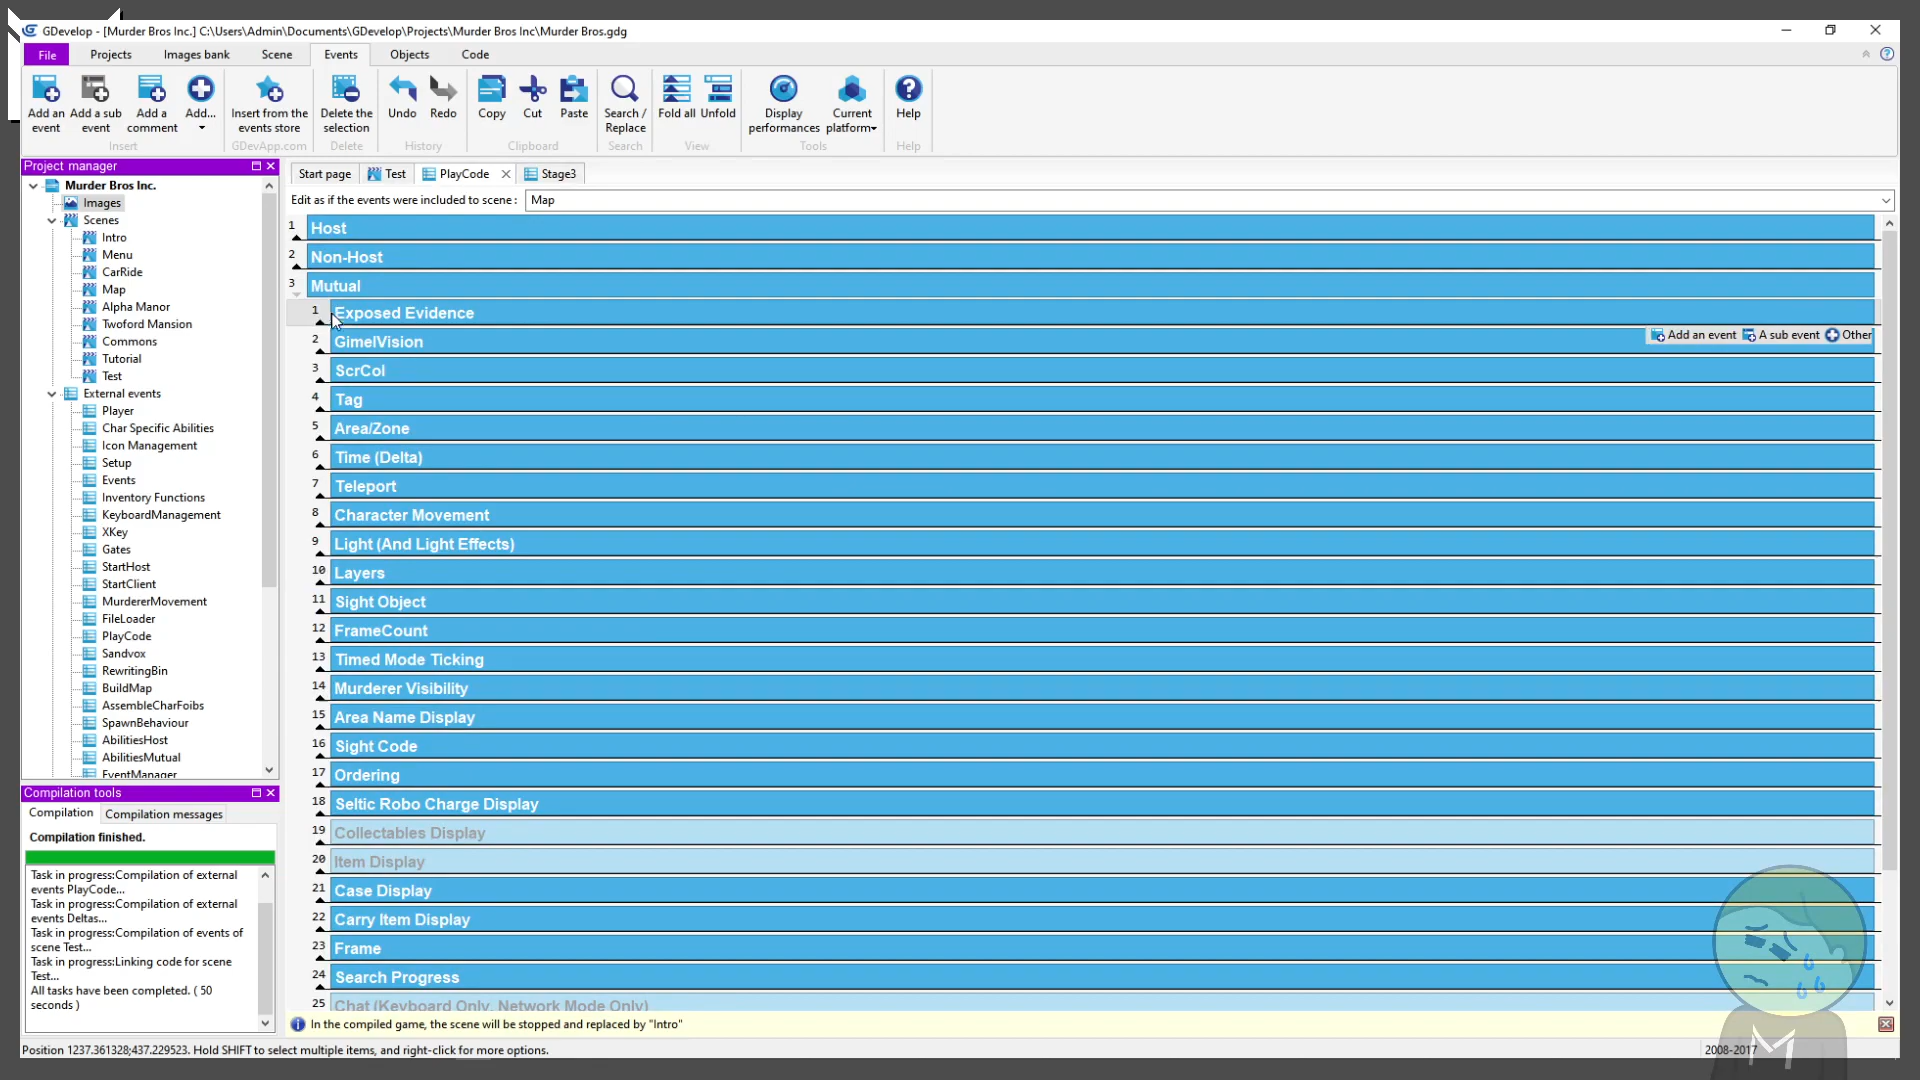 GDevelop - [Murder Bros Inc.] C:\Users\Admin\Documents\GDevelop\Projects\Murder Bros Inc\Murder Bros.gdg
File Projects Images bank Scene Events Objects Code
Add an event
Add a sub event
Add a comment
Add...
Insert from the events store
Delete the selection
Undo
Redo
Copy
Cut
Paste
Search / Replace
Fold all
Unfold
Display performances
Current platform
Help
Insert GDevApp.com Delete History Clipboard Search View Tools Help
Project manager
Murder Bros Inc.
Images
Scenes
Intro
Menu
CarRide
Map
Alpha Manor
Twoford Mansion
Commons
Tutorial
Test
External events
Player
Char Specific Abilities
Icon Management
Setup
Events
Inventory Functions
KeyboardManagement
XKey
Gates
StartHost
StartClient
MurdererMovement
FileLoader
PlayCode
Sandvox
RewritingBin
BuildMap
AssembleCharFoibs
SpawnBehaviour
AbilitiesHost
AbilitiesMutual
EventManager
Compilation tools
Compilation Compilation messages
Compilation finished.
Task in progress:Compilation of external
events PlayCode...
Task in progress:Compilation of external
events Deltas...
Task in progress:Compilation of events of
scene Test...
Task in progress:Linking code for scene
Test...
All tasks have been completed. ( 50
seconds )
Start page Test PlayCode Stage3
Edit as if the events were included to scene : Map
1 Host
2 Non-Host
3 Mutual
1 Exposed Evidence
Add an event A sub event Other
2 GimelVision
3 ScrCol
4 Tag
5 Area/Zone
6 Time (Delta)
7 Teleport
8 Character Movement
9 Light (And Light Effects)
10 Layers
11 Sight Object
12 FrameCount
13 Timed Mode Ticking
14 Murderer Visibility
15 Area Name Display
16 Sight Code
17 Ordering
18 Seltic Robo Charge Display
19 Collectables Display
20 Item Display
21 Case Display
22 Carry Item Display
23 Frame
24 Search Progress
25 Chat (Keyboard Only, Network Mode Only)
In the compiled game, the scene will be stopped and replaced by "Intro"
Position 1237.361328;437.229523. Hold SHIFT to select multiple items, and right-click for more options.
2008-2017